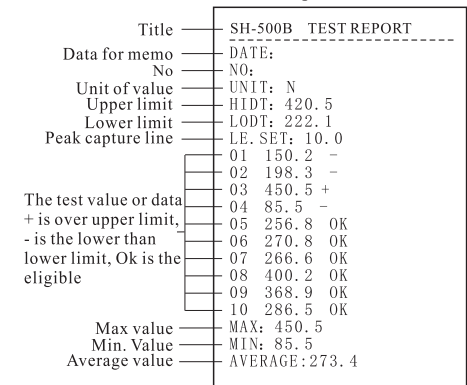 Title SH-500B TEST REPORT
Data for memo DATE:
No NO:
Unit of value UNIT: N
Upper limit HIDT: 420.5
Lower limit LODT: 222.1
Peak capture line LE.SET: 10.0
01 150.2 -
02 198.3 -
03 450.5 +
04 85.5 -
05 256.8 OK
06 270.8 OK
07 266.6 OK
08 400.2 OK
09 368.9 OK
10 286.5 OK
The test value or data
+ is over upper limit,
- is the lower than
lower limit, Ok is the
eligible
Max value MAX: 450.5
Min. Value MIN: 85.5
Average value AVERAGE:273.4